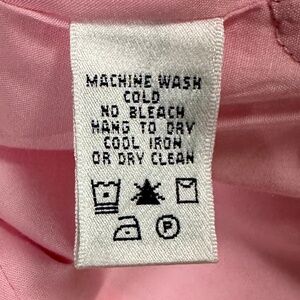 MACHINE WASH
COLD
NO BLEACH
HANG TO DRY
COOL IRON
OR DRY CLEAN
P